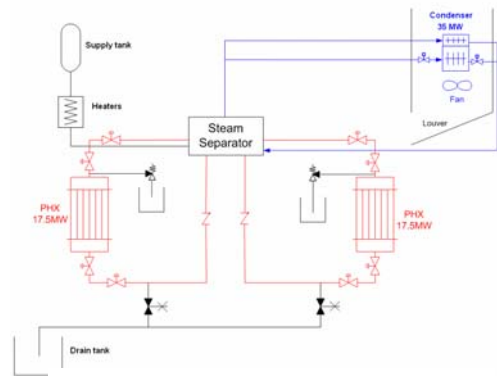 Condenser
35 MW
Supply tank
Fan
Heaters
Louver
Steam
Separator
PHX
17.5MW
PHX
17.5MW
Drain tank